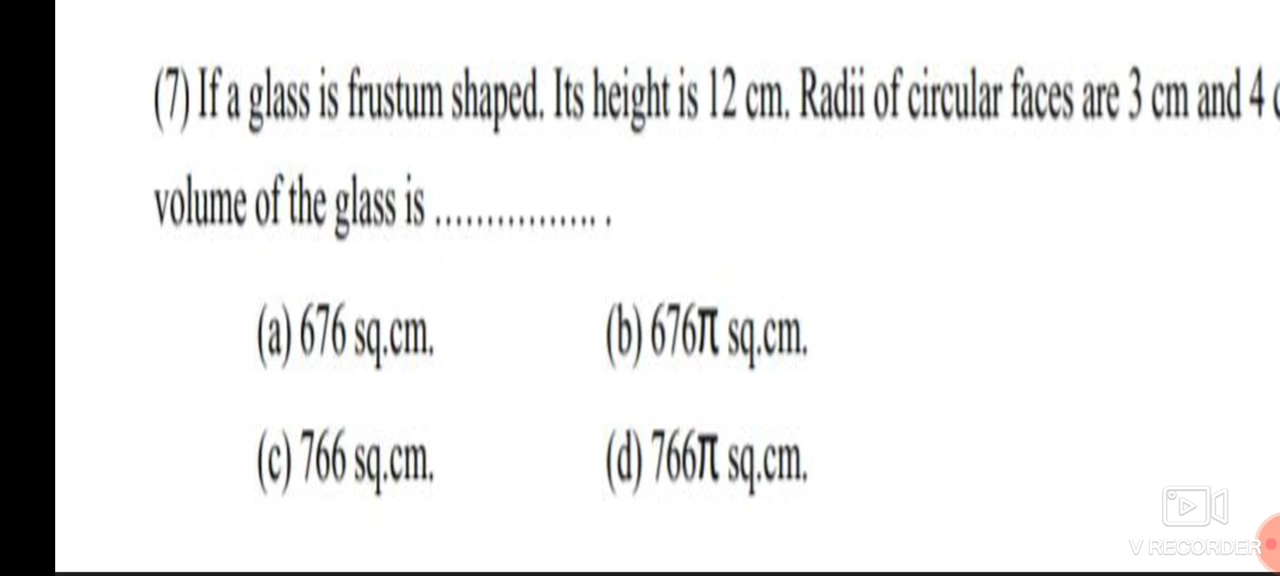 (7) If a glass is frustum shaped. Its height is 12 cm. Radii of circular faces are 3 cm and 4
volume of the glass is ................ .
(a) 676 sq.cm. (b) 676π sq.cm.
(c) 766 sq.cm. (d) 766π sq.cm.
V RECORDER